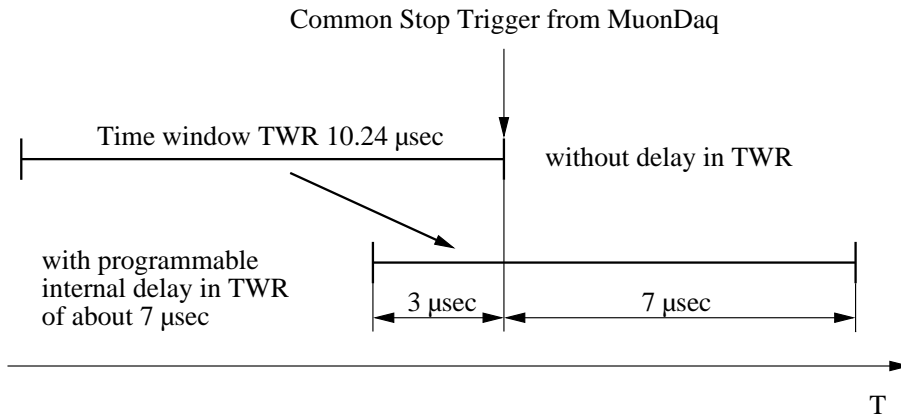 Common Stop Trigger from MuonDaq
Time window TWR 10.24 μsec
without delay in TWR
with programmable
internal delay in TWR
of about 7 μsec
3 μsec
7 μsec
T